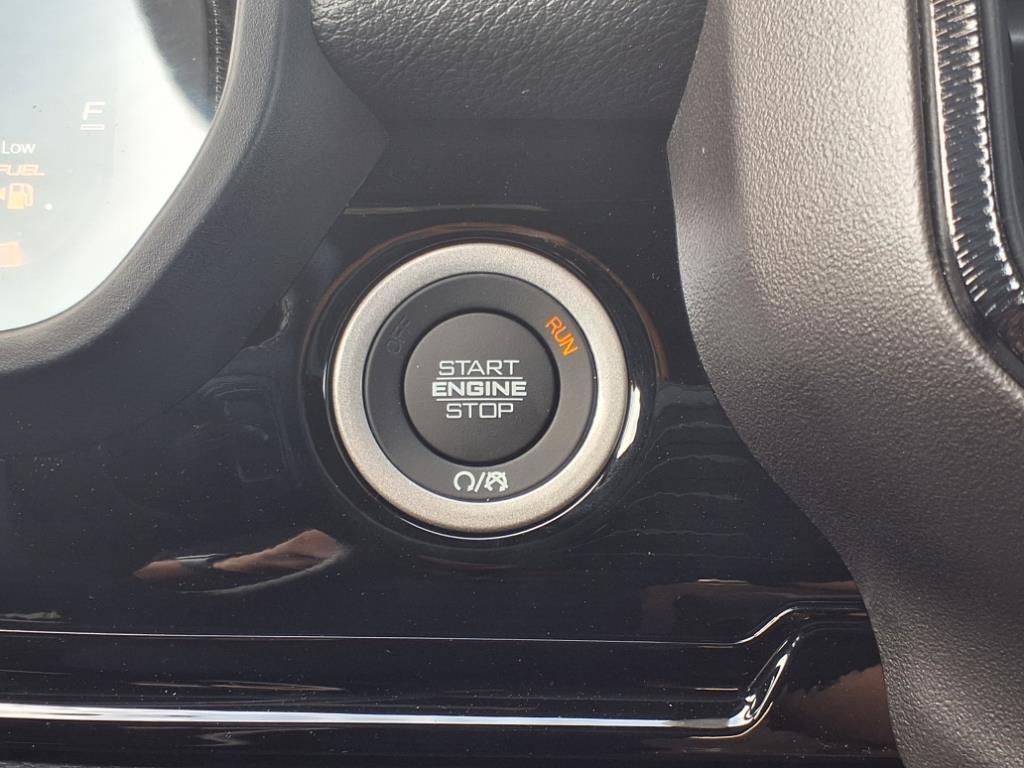 F
Low
FUEL
OFF
RUN
START
ENGINE
STOP